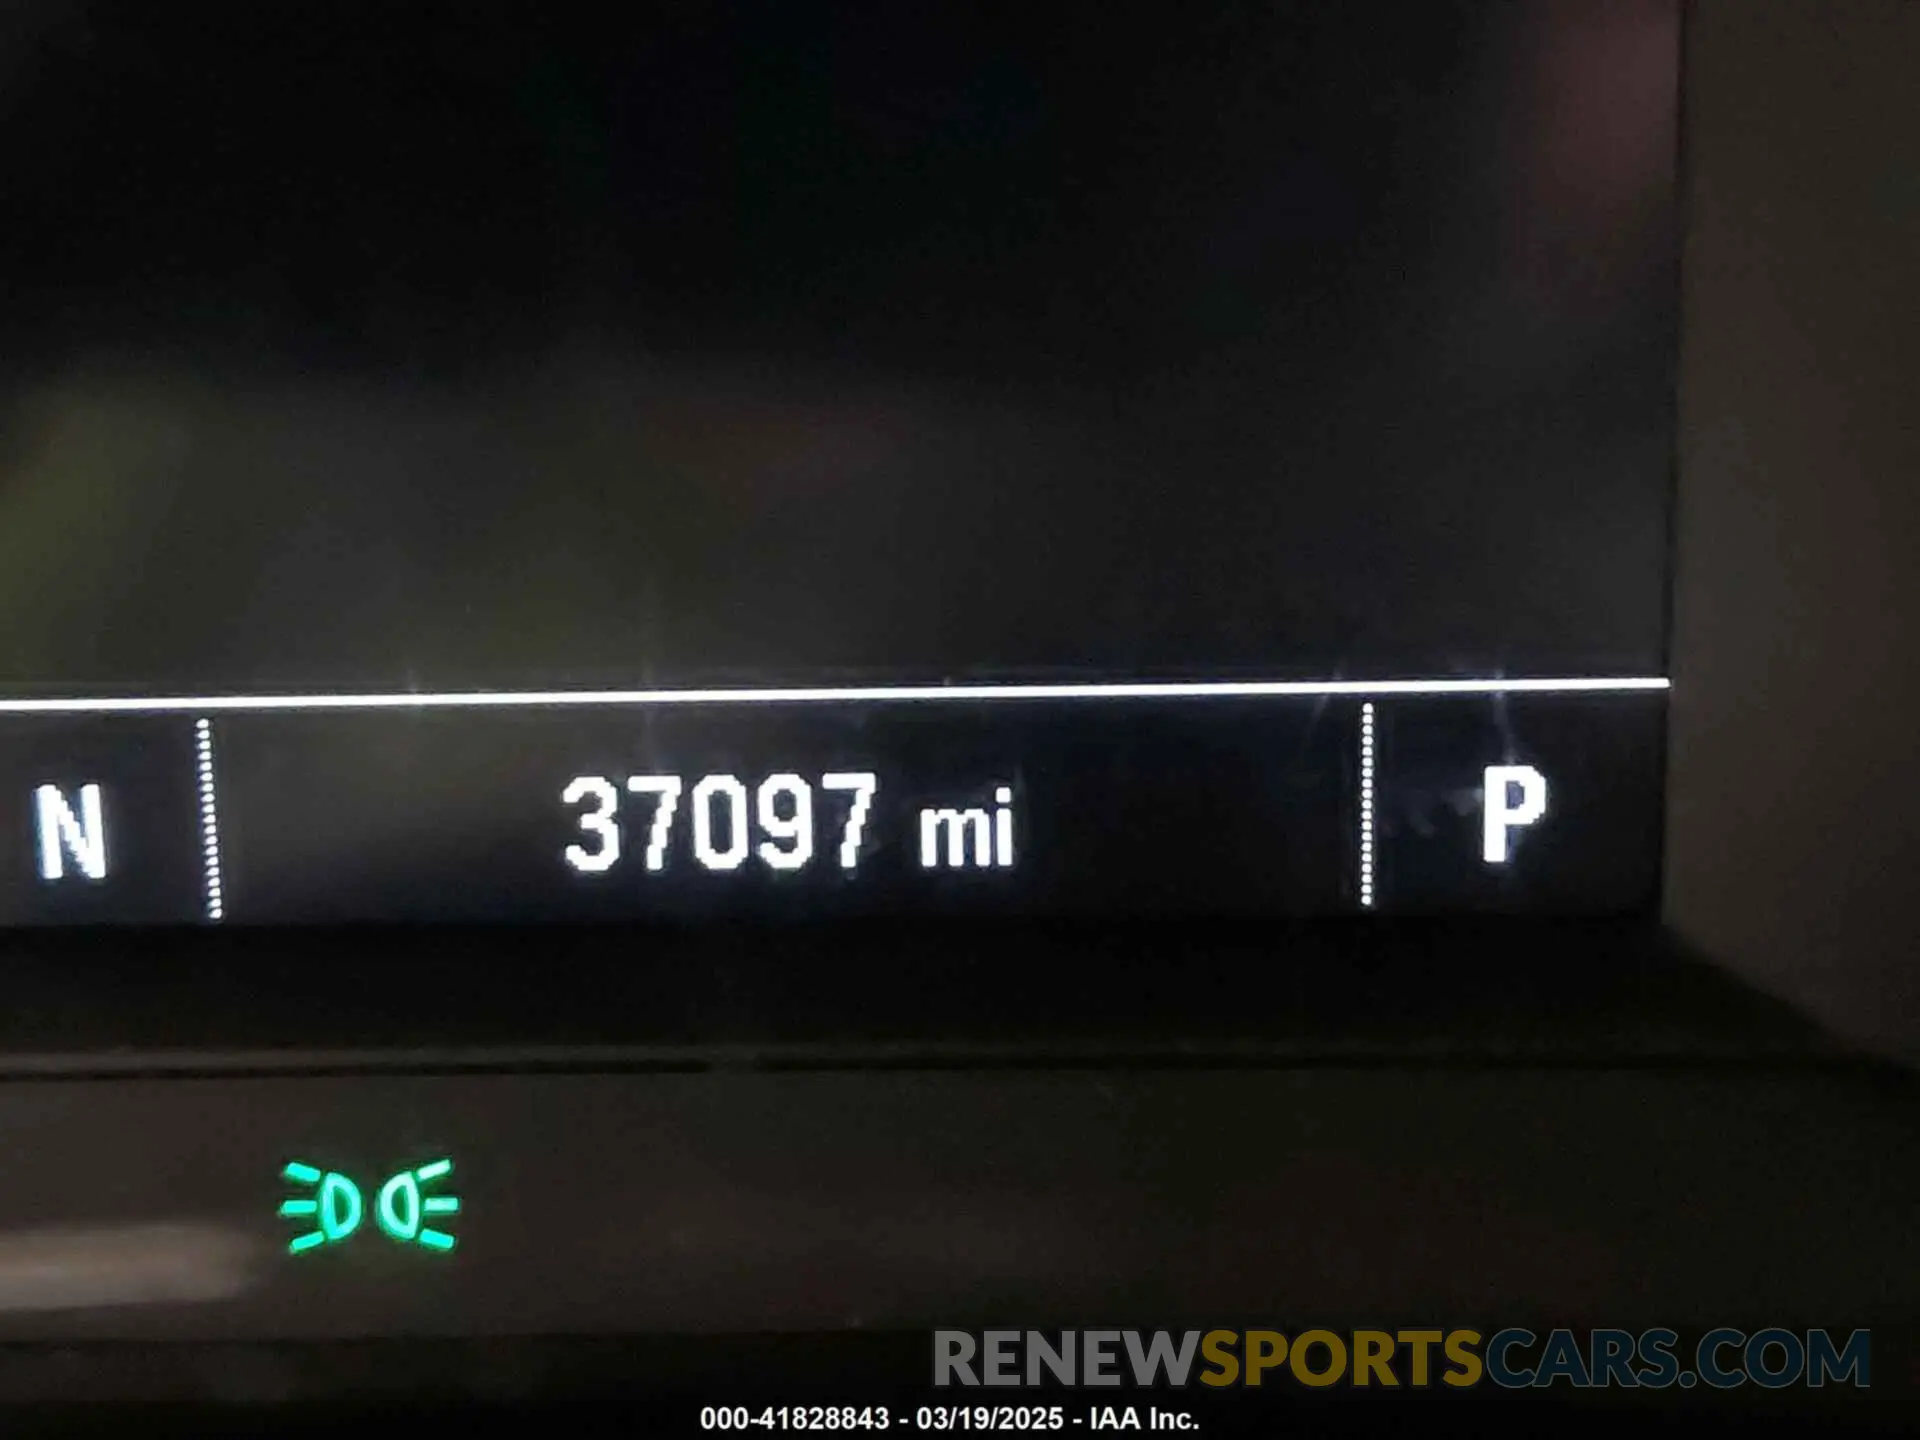 N 37097 mi P
RENEWSPORTSCARS.COM
000-41828843 - 03/19/2025 - IAA Inc.